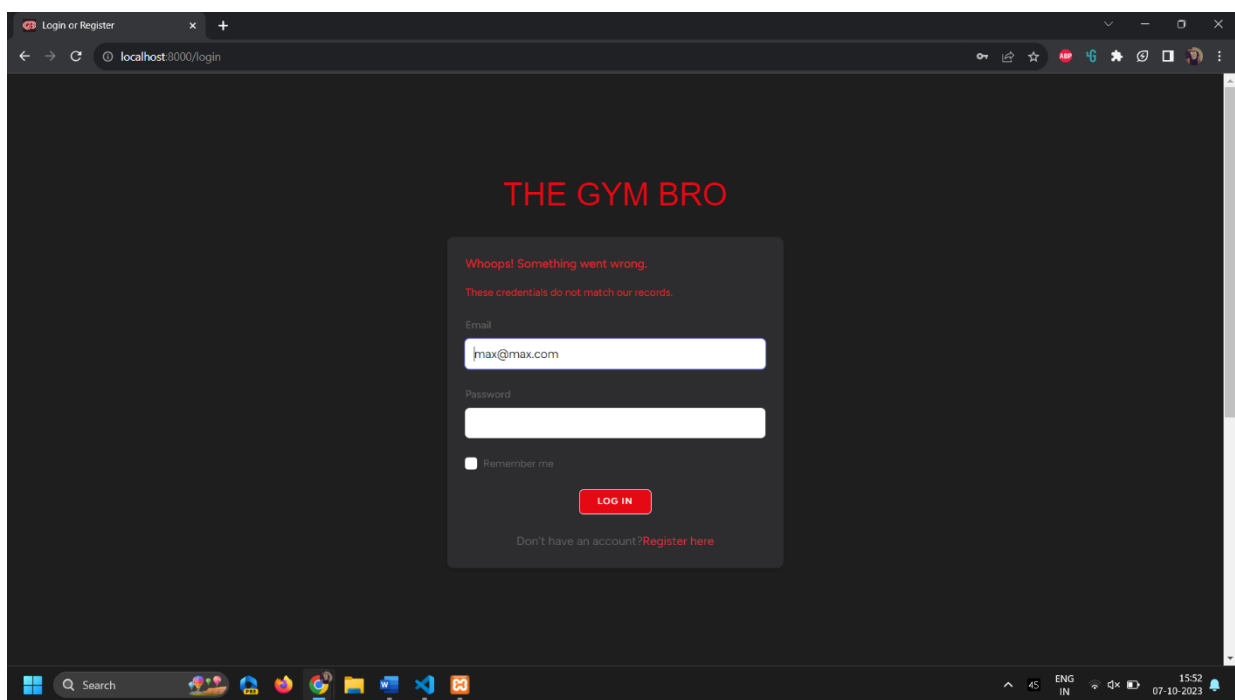 Login or Register
localhost:8000/login
ABP
THE GYM BRO
Whoops! Something went wrong.
These credentials do not match our records.
Email
max@max.com
Password
Remember me
LOG IN
Don't have an account?Register here
Search
ENG
IN
15:52
07-10-2023